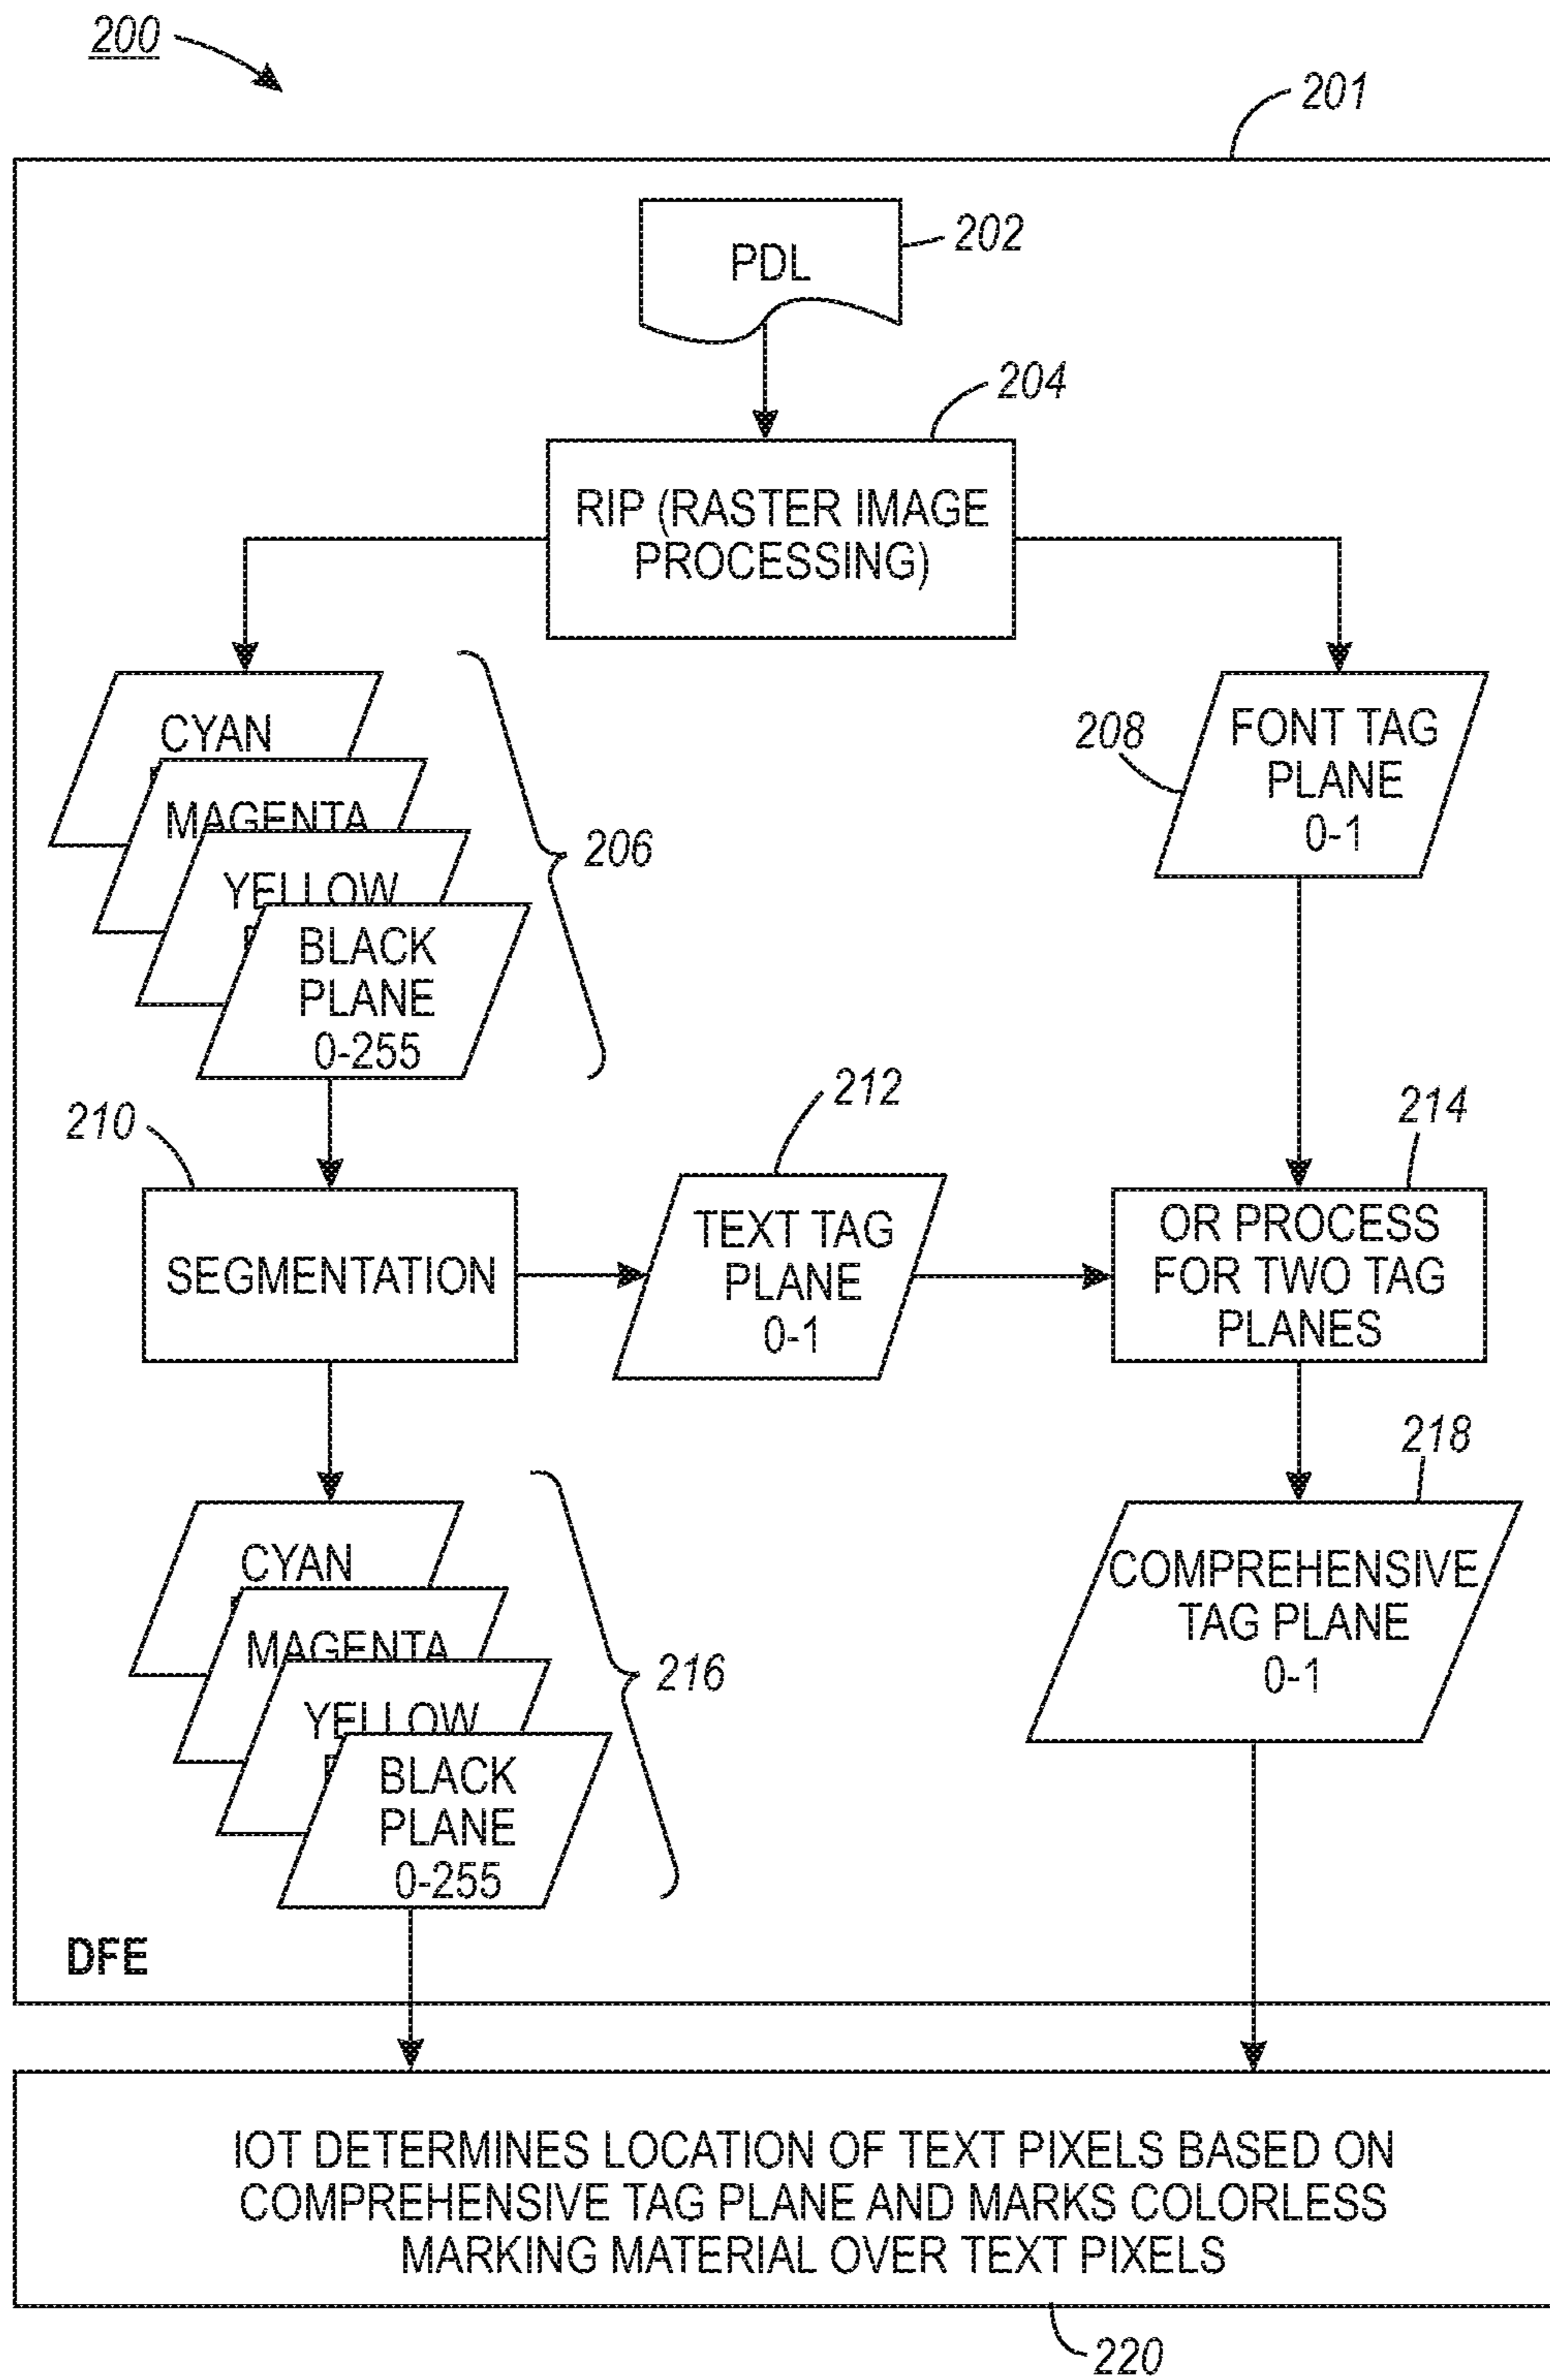 200
201
PDL
202
204
RIP (RASTER IMAGE
PROCESSING)
CYAN
MAGENTA
YELLOW
BLACK
PLANE
0-255
206
208
FONT TAG
PLANE
0-1
210
SEGMENTATION
212
TEXT TAG
PLANE
0-1
214
OR PROCESS
FOR TWO TAG
PLANES
CYAN
MAGENTA
YELLOW
BLACK
PLANE
0-255
216
218
COMPREHENSIVE
TAG PLANE
0-1
DFE
IOT DETERMINES LOCATION OF TEXT PIXELS BASED ON
COMPREHENSIVE TAG PLANE AND MARKS COLORLESS
MARKING MATERIAL OVER TEXT PIXELS
220